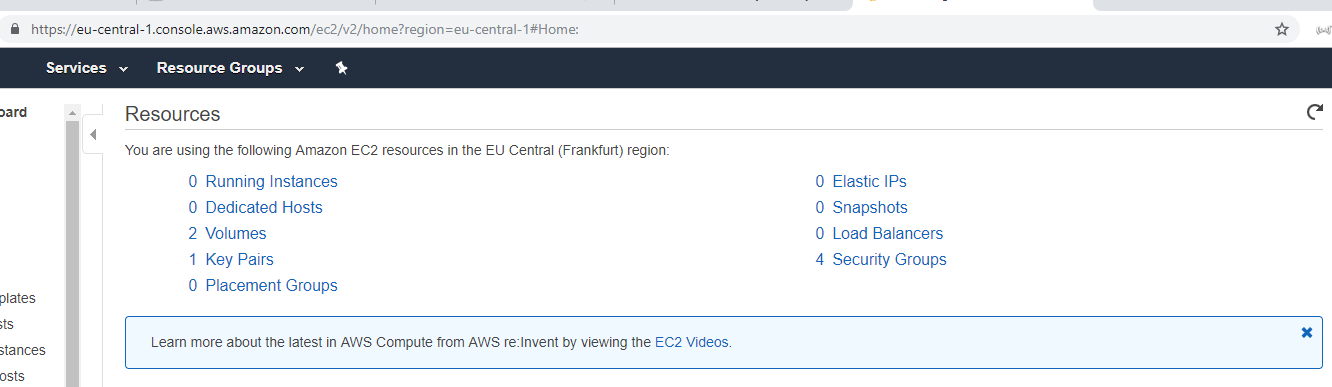 https://eu-central-1.console.aws.amazon.com/ec2/v2/home?region=eu-central-1#Home:
Services Resource Groups
oard
Resources
You are using the following Amazon EC2 resources in the EU Central (Frankfurt) region:
0 Running Instances
0 Dedicated Hosts
2 Volumes
1 Key Pairs
0 Placement Groups
0 Elastic IPs
0 Snapshots
0 Load Balancers
4 Security Groups
plates
sts
stances
osts
Learn more about the latest in AWS Compute from AWS re:Invent by viewing the EC2 Videos.